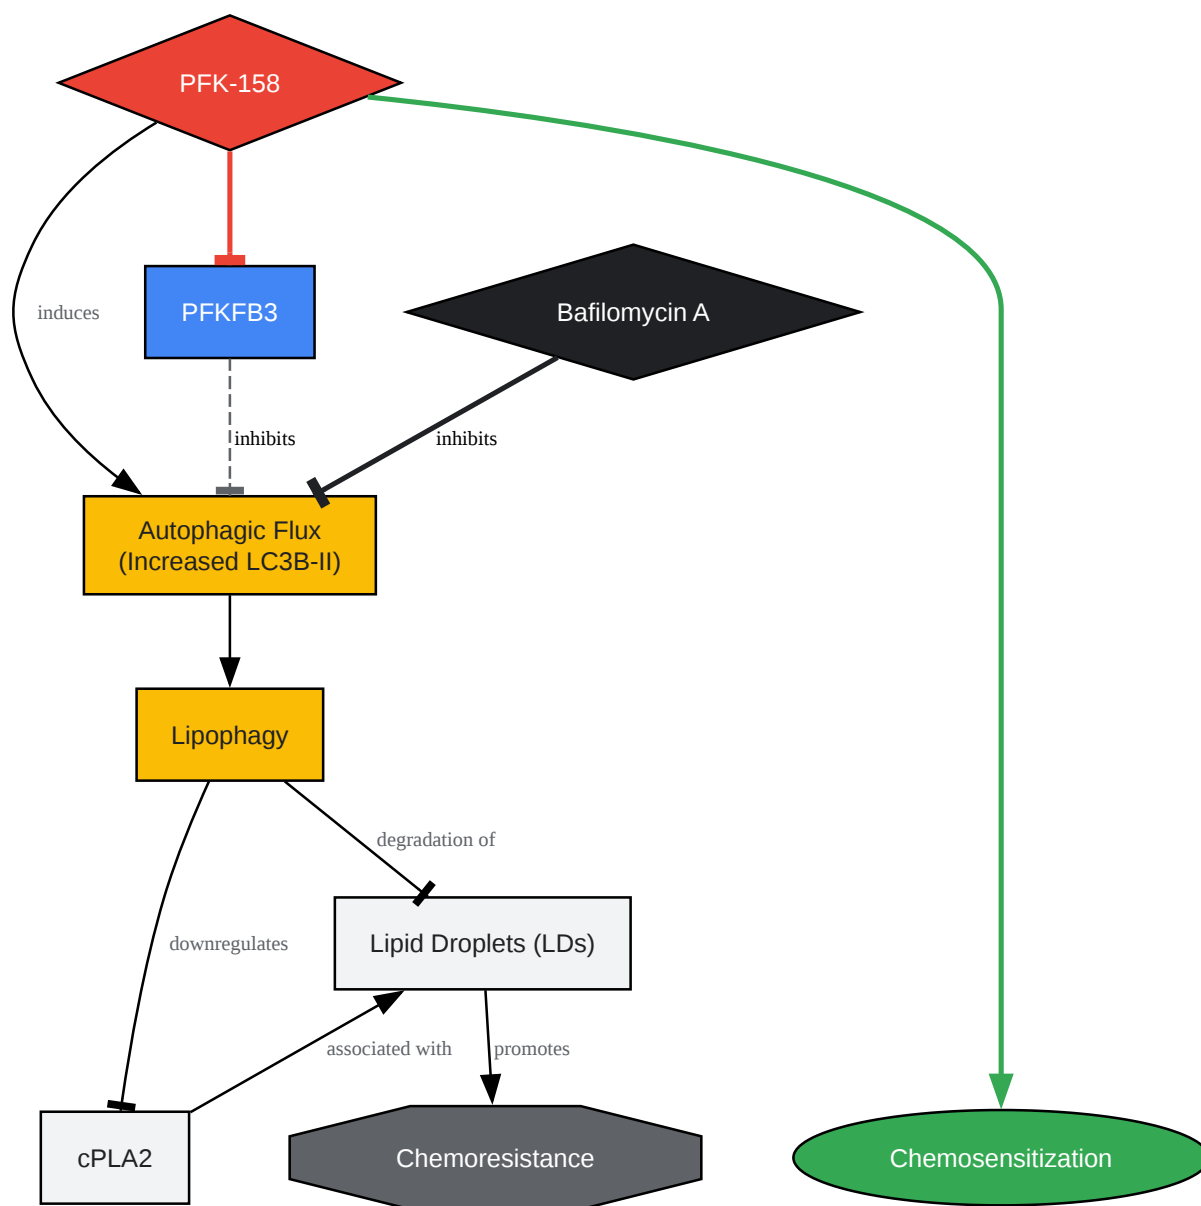 PFK-158
induces
PFKFB3
Bafilomycin A
inhibits
inhibits
Autophagic Flux
(Increased LC3B-II)
Lipophagy
degradation of
downregulates
Lipid Droplets (LDs)
associated with
promotes
cPLA2
Chemoresistance
Chemosensitization